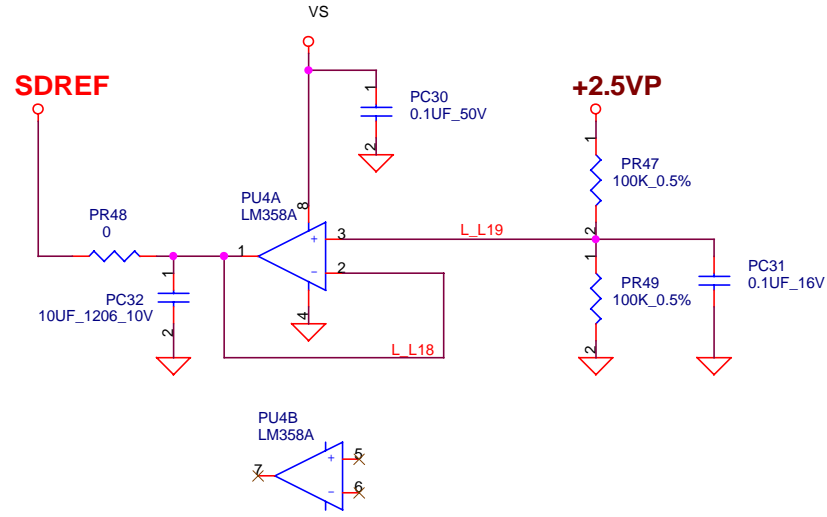 VS
SDREF
+2.5VP
1
PC30
0.1UF_50V
2
1
PR47
100K_0.5%
2
PU4A
LM358A
8
PR48
0
1
+
3
L_L19
-
2
4
1
PC32
10UF_1206_10V
2
1
PR49
100K_0.5%
2
PC31
0.1UF_16V
L_L18
PU4B
LM358A
7
+
5
-
6